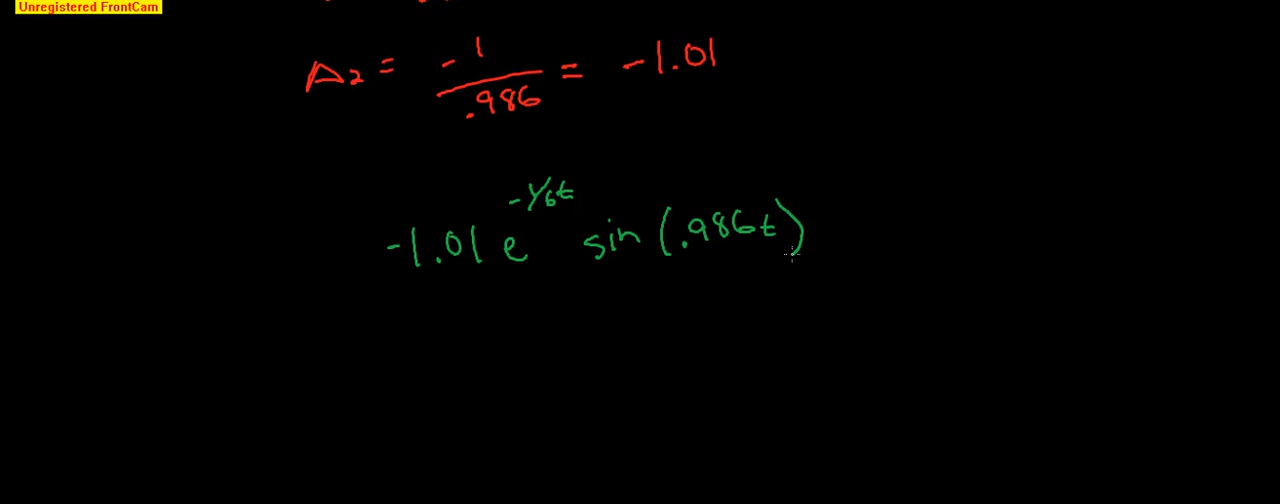 Unregistered FrontCam
A₂ = -1/.986 = -1.01
-1.01 e^(-1/6t) sin(.986t)